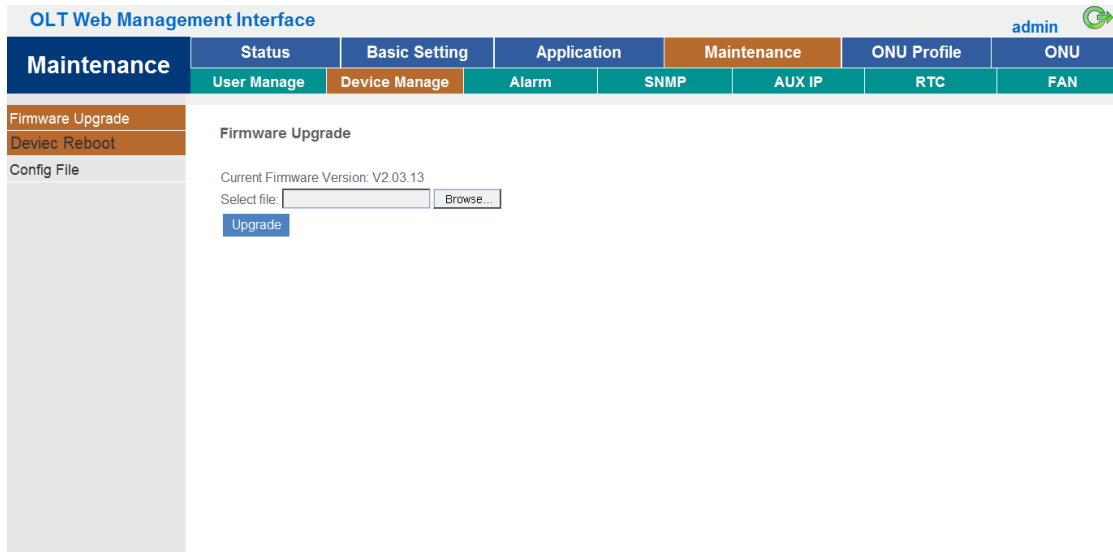 OLT Web Management Interface
admin
Maintenance
Status Basic Setting Application Maintenance ONU Profile ONU
User Manage Device Manage Alarm SNMP AUX IP RTC FAN
Firmware Upgrade
Deviec Reboot
Config File
Firmware Upgrade
Current Firmware Version: V2.03.13
Select file: Browse...
Upgrade